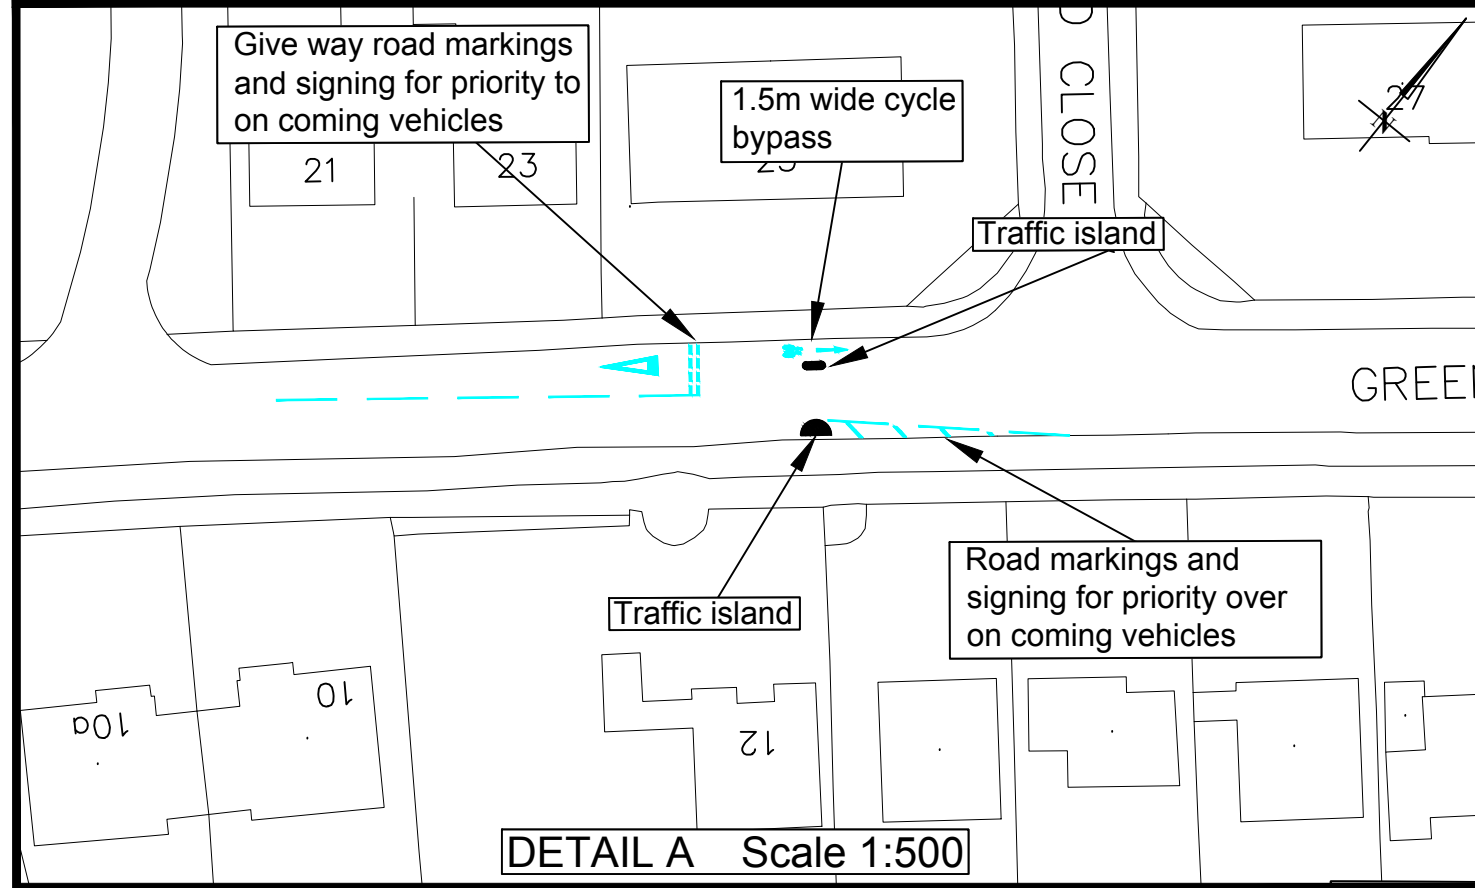 Give way road markings
and signing for priority to
on coming vehicles
1.5m wide cycle
bypass
CLOSE
27
21
23
Traffic island
Traffic island
Road markings and
signing for priority over
on coming vehicles
10a
10
12
DETAIL A Scale 1:500